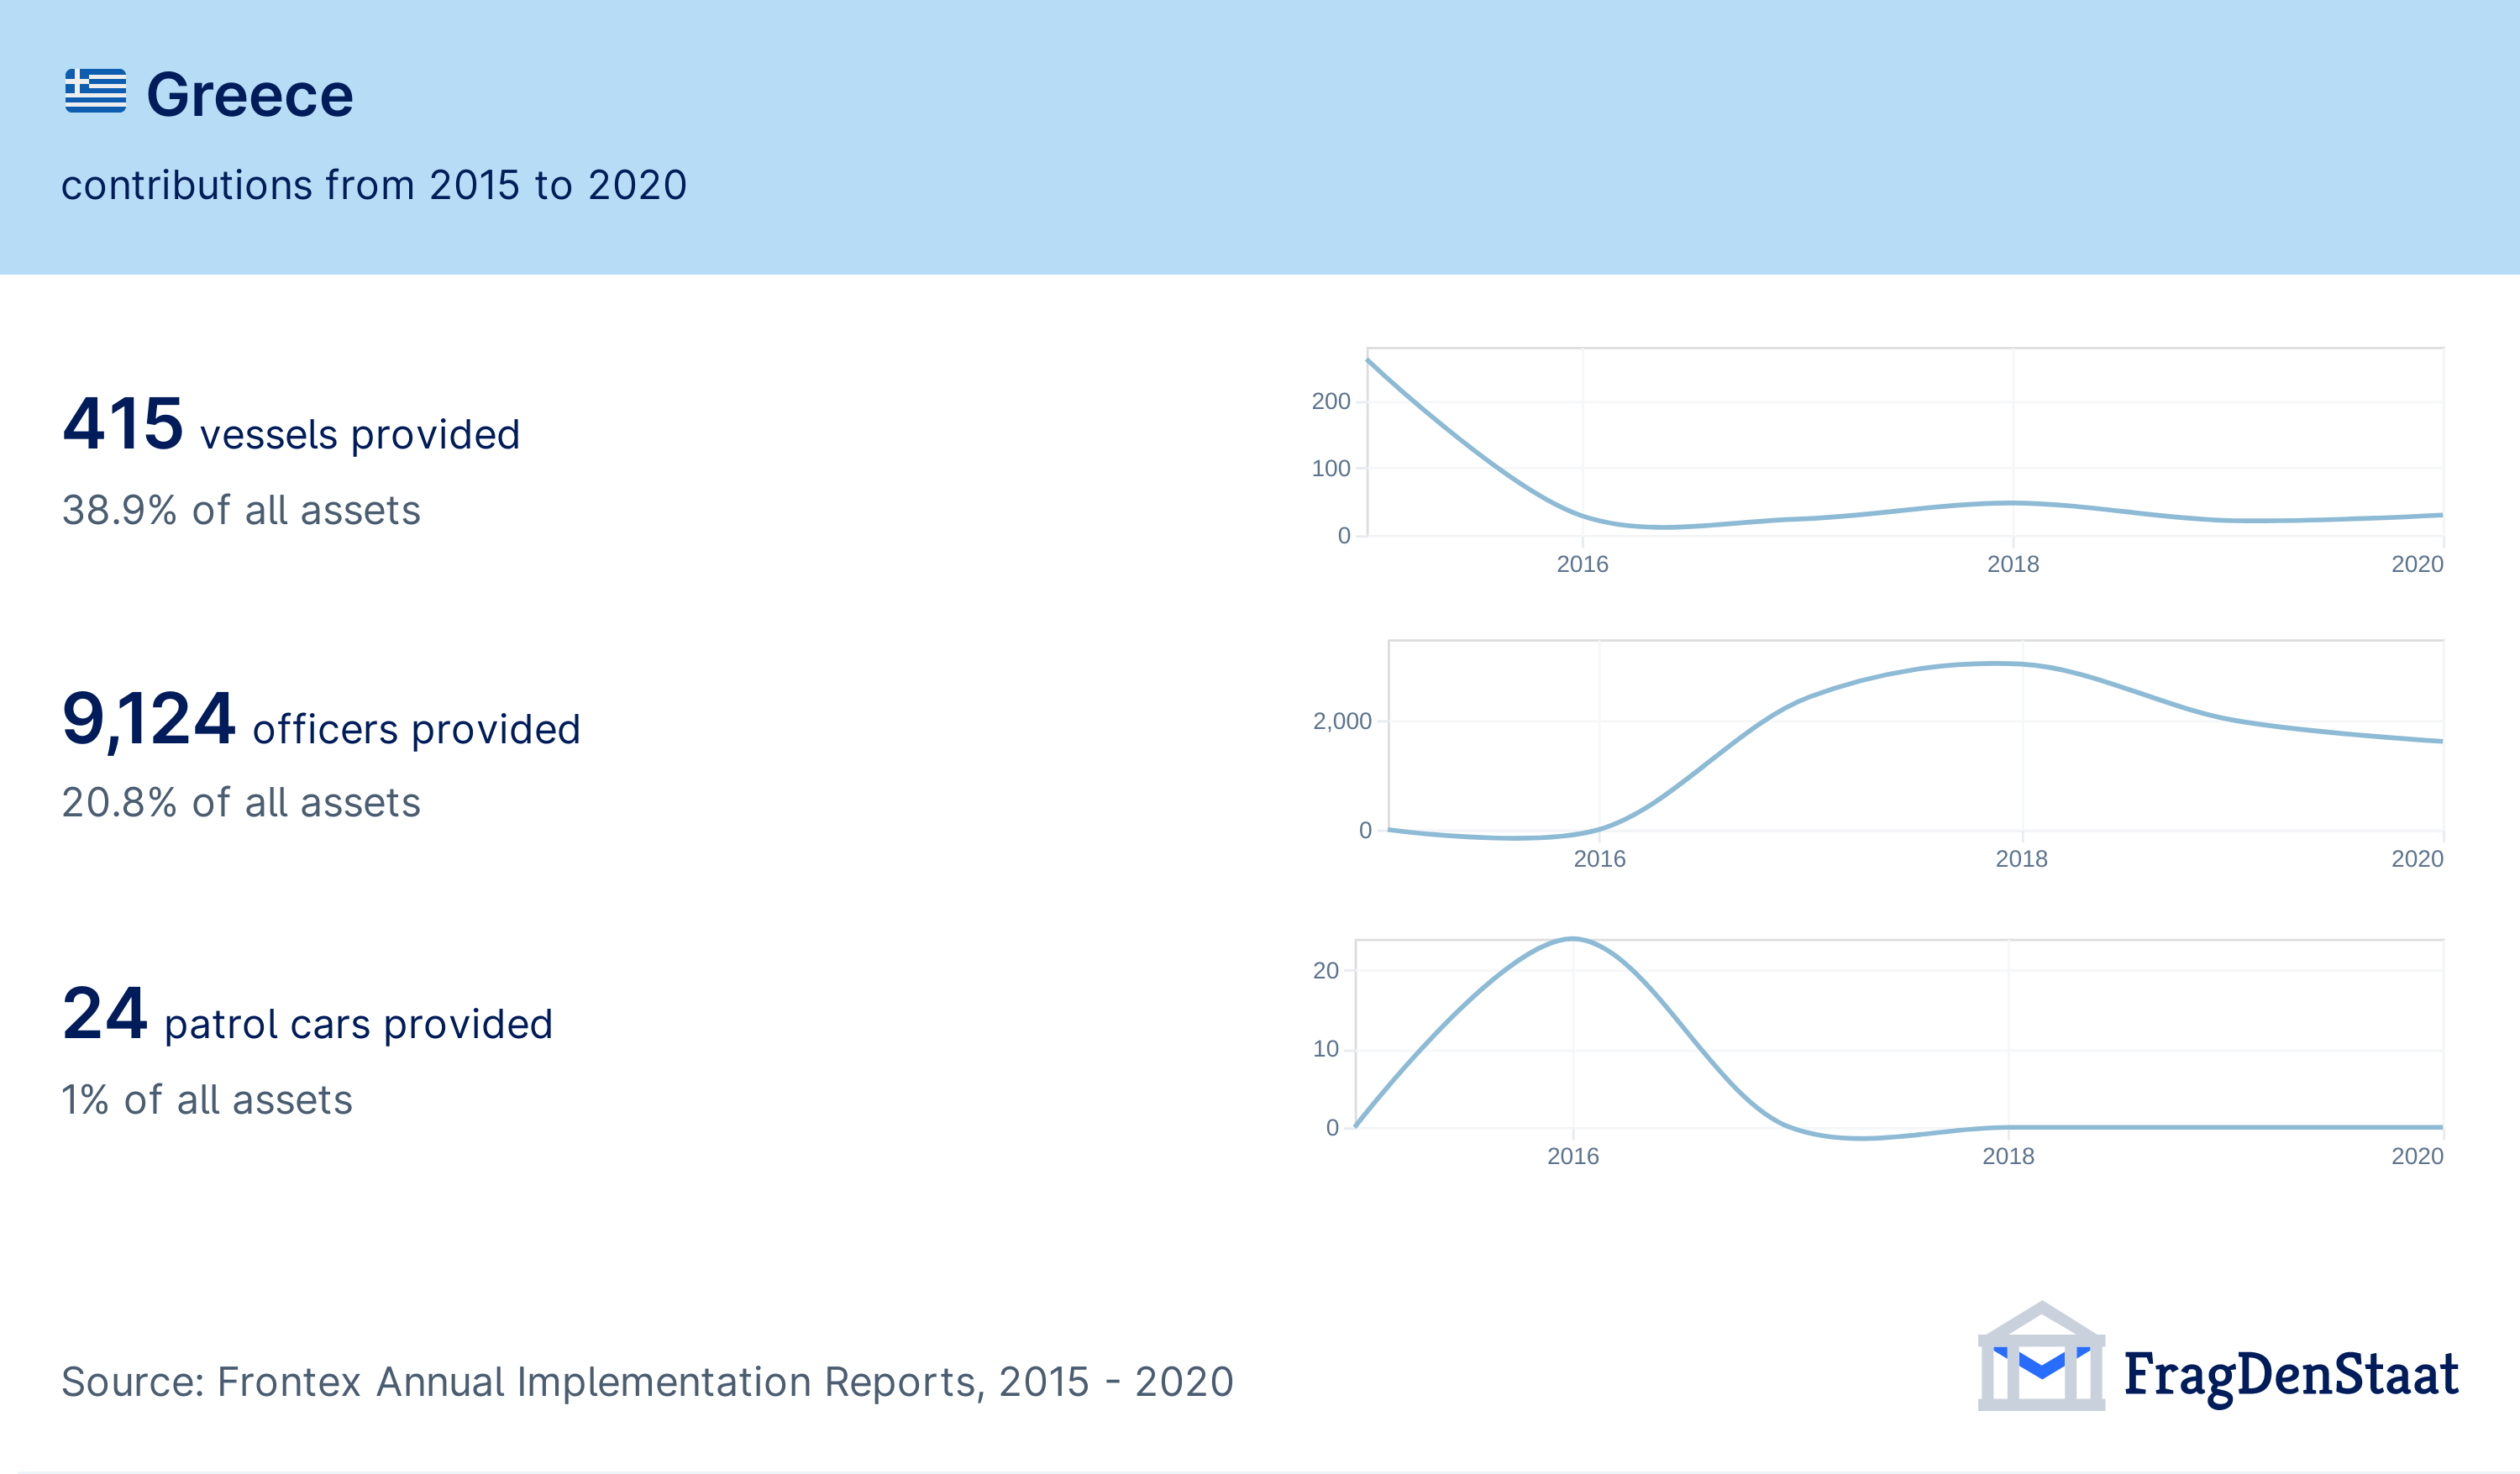 Greece
contributions from 2015 to 2020
415 vessels provided
38.9% of all assets
200
100
0
2016 2018 2020
9,124 officers provided
20.8% of all assets
2,000
0
2016 2018 2020
24 patrol cars provided
1% of all assets
20
10
0
2016 2018 2020
Source: Frontex Annual Implementation Reports, 2015 - 2020
FragDenStaat